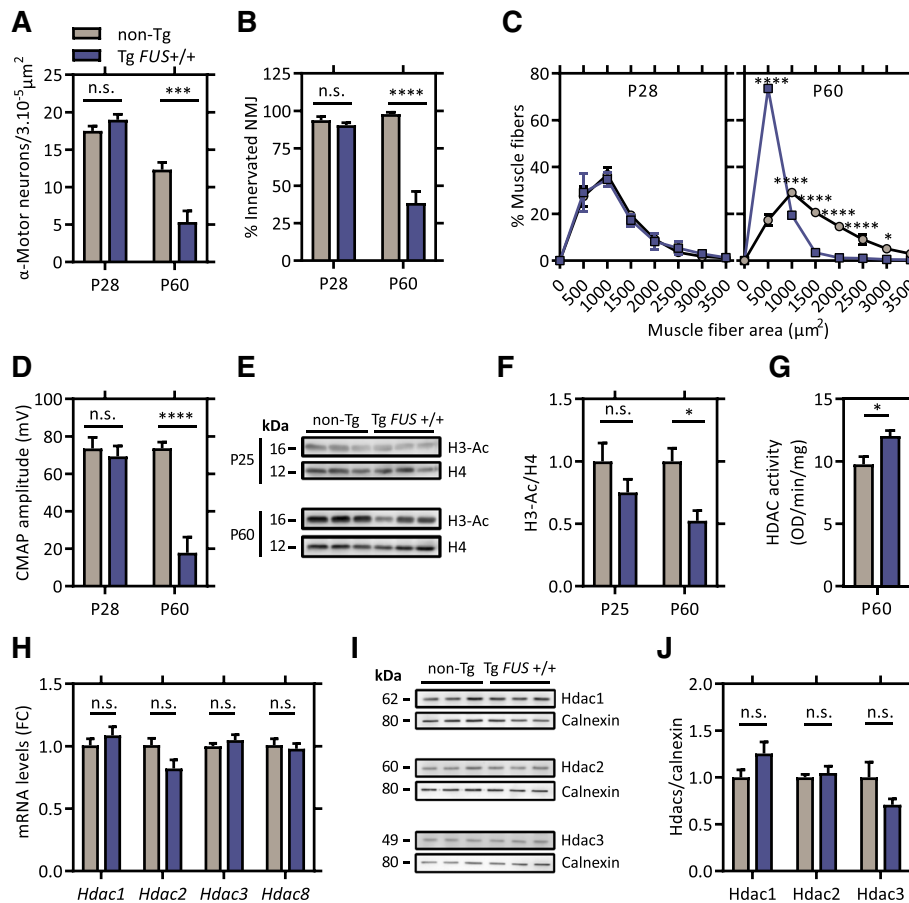 A
non-Tg
Tg FUS+/+
α-Motor neurons/3.10⁻⁵µm²
25
20
15
10
5
0
n.s.
***
P28
P60
B
% Innervated NMJ
125
100
75
50
25
0
n.s.
****
P28
P60
C
% Muscle fibers
80
60
40
20
0
P28
P60
****
****
****
****
****
*
0
500
1000
1500
2000
2500
3000
3500
0
500
1000
1500
2000
2500
3000
3500
Muscle fiber area (µm²)
D
CMAP amplitude (mV)
100
80
60
40
20
0
n.s.
****
P28
P60
E
kDa
non-Tg
Tg FUS +/+
P25
16
H3-Ac
12
H4
P60
16
H3-Ac
12
H4
F
H3-Ac/H4
1.5
1.0
0.5
0.0
n.s.
*
P25
P60
G
HDAC activity
(OD/min/mg)
15
10
5
0
*
P60
H
mRNA levels (FC)
1.5
1.0
0.5
0.0
n.s.
n.s.
n.s.
n.s.
Hdac1
Hdac2
Hdac3
Hdac8
I
kDa
non-Tg
Tg FUS +/+
62
Hdac1
80
Calnexin
60
Hdac2
80
Calnexin
49
Hdac3
80
Calnexin
J
Hdacs/calnexin
2.0
1.5
1.0
0.5
0.0
n.s.
n.s.
n.s.
Hdac1
Hdac2
Hdac3